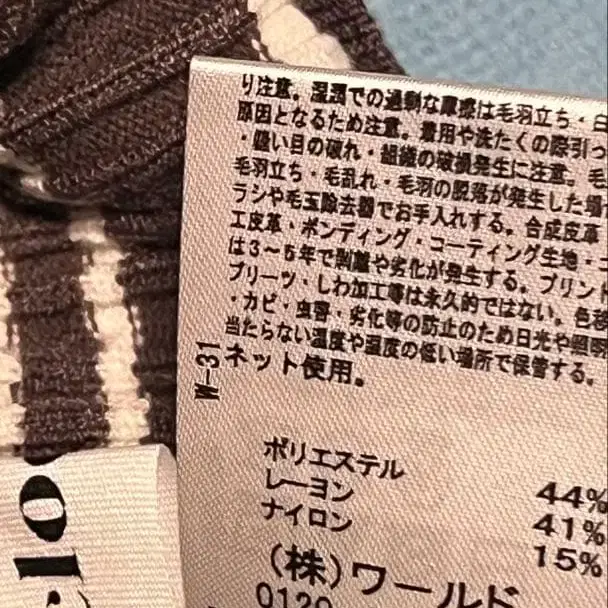 り注意。湿潤での過剰な摩擦は毛羽立ち・白
原因となるため注意。着用や洗たくの際引っ
・縫い目の破れ・組織の破損発生に注意。毛
毛羽立ち・毛乱れ・毛羽の脱落が発生した場
ラシや毛玉除去器でお手入れする。合成皮革
工皮革・ボンディング・コーティング生地・
は3～5年で剥離や劣化が発生する。プリント
プリーツ・しわ加工等は永久的ではない。色移
・カビ・虫害・劣化等の防止のため日光や照明
当たらない温度や湿度の低い場所で保管する。
ネット使用。
W-31
ポリエステル 44%
レーヨン 41%
ナイロン 15%
(株)ワールド
0120
clo